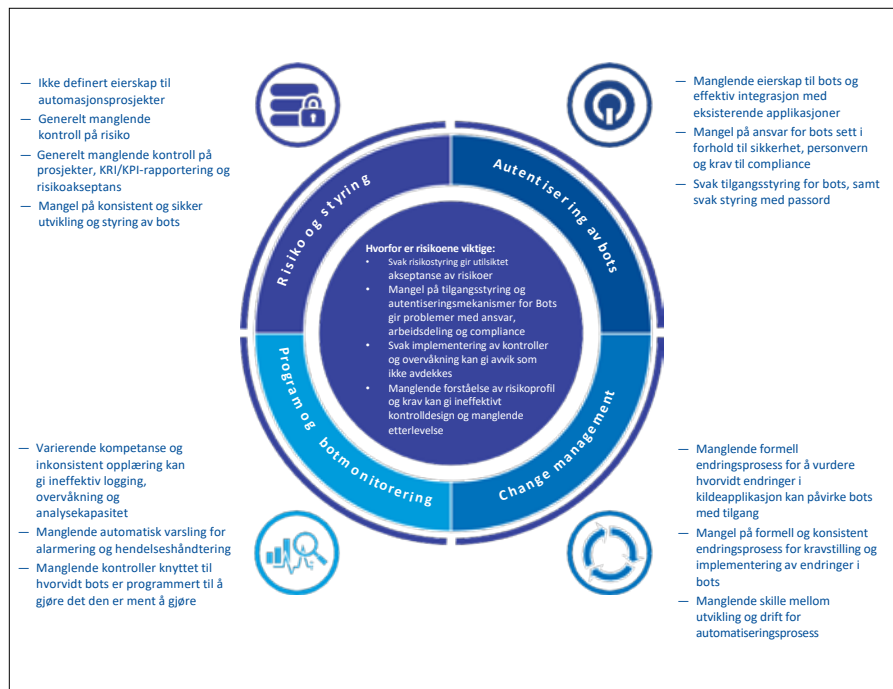 — Ikke definert eierskap til
automasjonsprosjekter
— Generelt manglende
kontroll på risiko
— Generelt manglende kontroll på
prosjekter, KRI/KPI-rapportering og
risikoakseptans
— Mangel på konsistent og sikker
utvikling og styring av bots
— Manglende eierskap til bots og
effektiv integrasjon med
eksisterende applikasjoner
— Mangel på ansvar for bots sett i
forhold til sikkerhet, personvern
og krav til compliance
— Svak tilgangsstyring for bots, samt
svak styring med passord
Risiko og styring
Autentisering av bots
Hvorfor er risikoene viktige:
• Svak risikostyring gir utilsiktet
akseptanse av risikoer
• Mangel på tilgangsstyring og
autentiseringsmekanismer for Bots
gir problemer med ansvar,
arbeidsdeling og compliance
• Svak implementering av kontroller
og overvåkning kan gi avvik som
ikke avdekkes
• Manglende forståelse av risikoprofil
og krav kan gi ineffektivt
kontrolldesign og manglende
etterlevelse
Program og botmonitorering
Change management
— Varierende kompetanse og
inkonsistent opplæring kan
gi ineffektiv logging,
overvåkning og
analysekapasitet
— Manglende automatisk varsling for
alarmering og hendelseshåndtering
— Manglende kontroller knyttet til
hvorvidt bots er programmert til å
gjøre det den er ment å gjøre
— Manglende formell
endringsprosess for å vurdere
hvorvidt endringer i
kildeapplikasjon kan påvirke bots
med tilgang
— Mangel på formell og konsistent
endringsprosess for kravstilling og
implementering av endringer i
bots
— Manglende skille mellom
utvikling og drift for
automatiseringsprosess